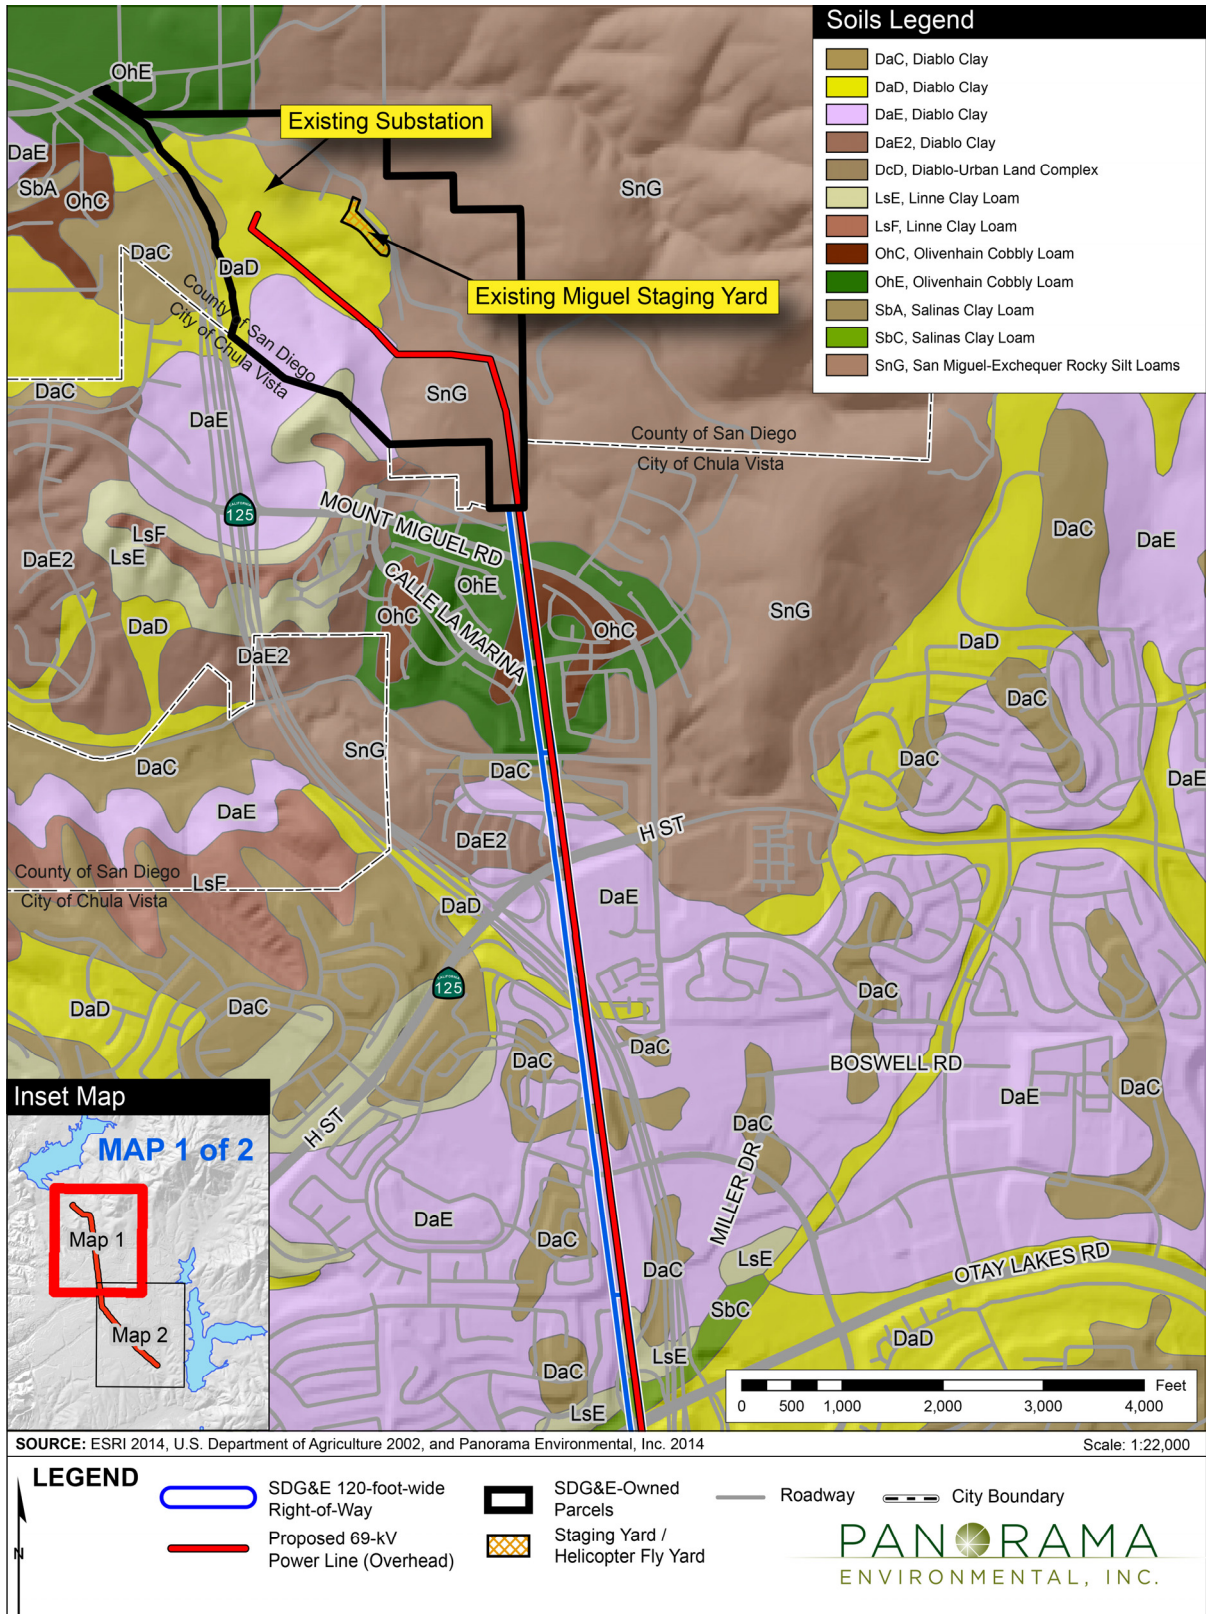 Soils Legend
DaC, Diablo Clay
DaD, Diablo Clay
DaE, Diablo Clay
DaE2, Diablo Clay
DcD, Diablo-Urban Land Complex
LsE, Linne Clay Loam
LsF, Linne Clay Loam
OhC, Olivenhain Cobbly Loam
OhE, Olivenhain Cobbly Loam
SbA, Salinas Clay Loam
SbC, Salinas Clay Loam
SnG, San Miguel-Exchequer Rocky Silt Loams
OhE
Existing Substation
DaE
SbA
OhC
SnG
DaC
DaD
Existing Miguel Staging Yard
County of San Diego
City of Chula Vista
DaC
SnG
DaE
County of San Diego
City of Chula Vista
CALIFORNIA
125
MOUNT MIGUEL RD
LsF
LsE
DaE2
DaC
DaE
OhE
CALLE LA MARINA
OhC
OhC
SnG
DaD
DaE2
DaD
DaC
SnG
DaC
DaC
DaC
DaE
DaE
DaE2
H ST
County of San Diego
LsF
City of Chula Vista
DaD
DaE
CALIFORNIA
125
DaD
DaC
DaC
DaC
DaC
BOSWELL RD
DaE
DaC
H ST
DaC
MILLER DR
DaE
DaC
DaC
LsE
OTAY LAKES RD
SbC
DaD
LsE
DaC
LsE
Inset Map
MAP 1 of 2
Map 1
Map 2
Feet
0 500 1,000 2,000 3,000 4,000
SOURCE: ESRI 2014, U.S. Department of Agriculture 2002, and Panorama Environmental, Inc. 2014
Scale: 1:22,000
LEGEND
N
SDG&E 120-foot-wide
Right-of-Way
Proposed 69-kV
Power Line (Overhead)
SDG&E-Owned
Parcels
Staging Yard /
Helicopter Fly Yard
Roadway
City Boundary
PANORAMA
ENVIRONMENTAL, INC.